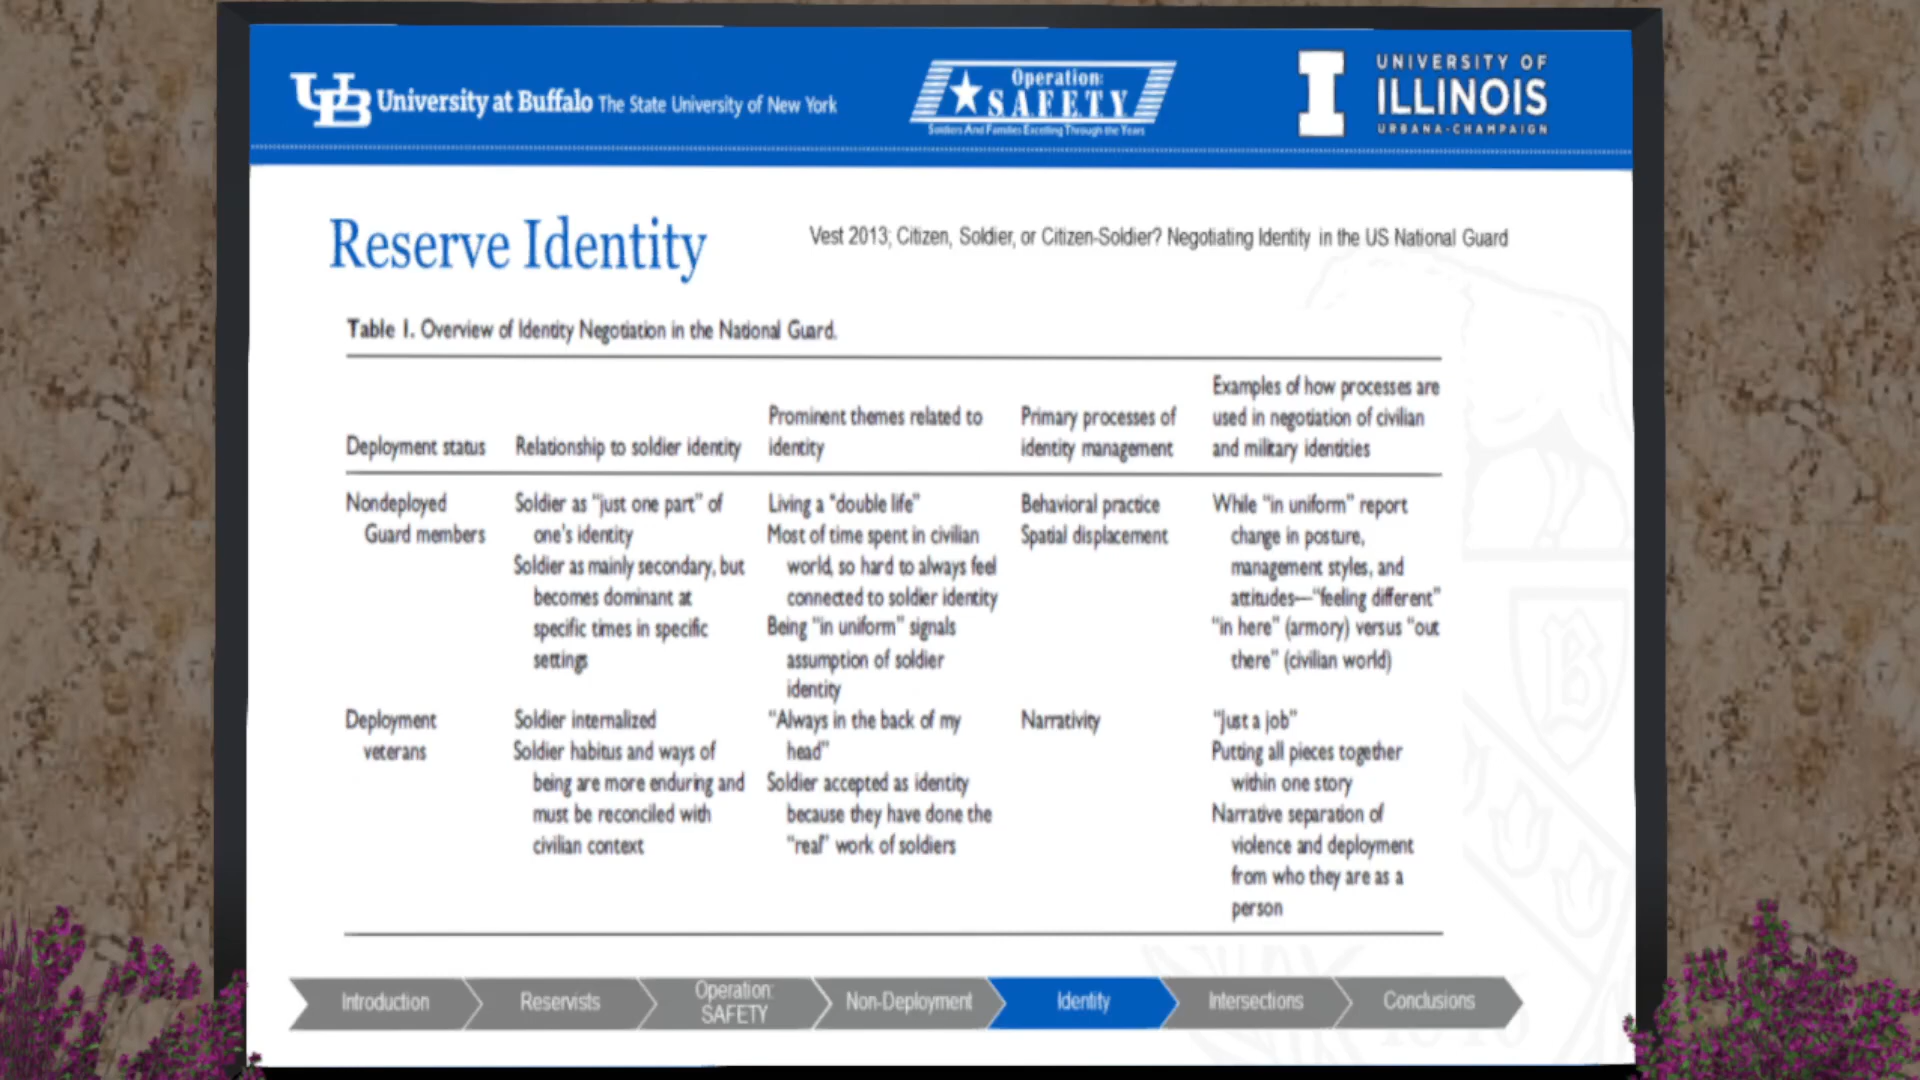 UB University at Buffalo The State University of New York
Operation:
S.A.F.E.T.Y.
Soldiers And Families Excelling Through the Years
I
UNIVERSITY OF
ILLINOIS
URBANA-CHAMPAIGN
Reserve Identity
Vest 2013; Citizen, Soldier, or Citizen-Soldier? Negotiating Identity in the US National Guard
Table 1. Overview of Identity Negotiation in the National Guard.
Deployment status
Relationship to soldier identity
Prominent themes related to
identity
Primary processes of
identity management
Examples of how processes are
used in negotiation of civilian
and military identities
Nondeployed
Guard members
Soldier as “just one part” of
one's identity
Soldier as mainly secondary, but
becomes dominant at
specific times in specific
settings
Living a “double life”
Most of time spent in civilian
world, so hard to always feel
connected to soldier identity
Being “in uniform” signals
assumption of soldier
identity
Behavioral practice
Spatial displacement
While “in uniform” report
change in posture,
management styles, and
attitudes—“feeling different”
“in here” (armory) versus “out
there” (civilian world)
Deployment
veterans
Soldier internalized
Soldier habitus and ways of
being are more enduring and
must be reconciled with
civilian context
“Always in the back of my
head”
Soldier accepted as identity
because they have done the
“real” work of soldiers
Narrativity
“Just a job”
Putting all pieces together
within one story
Narrative separation of
violence and deployment
from who they are as a
person
Introduction
Reservists
Operation:
SAFETY
Non-Deployment
Identity
Intersections
Conclusions